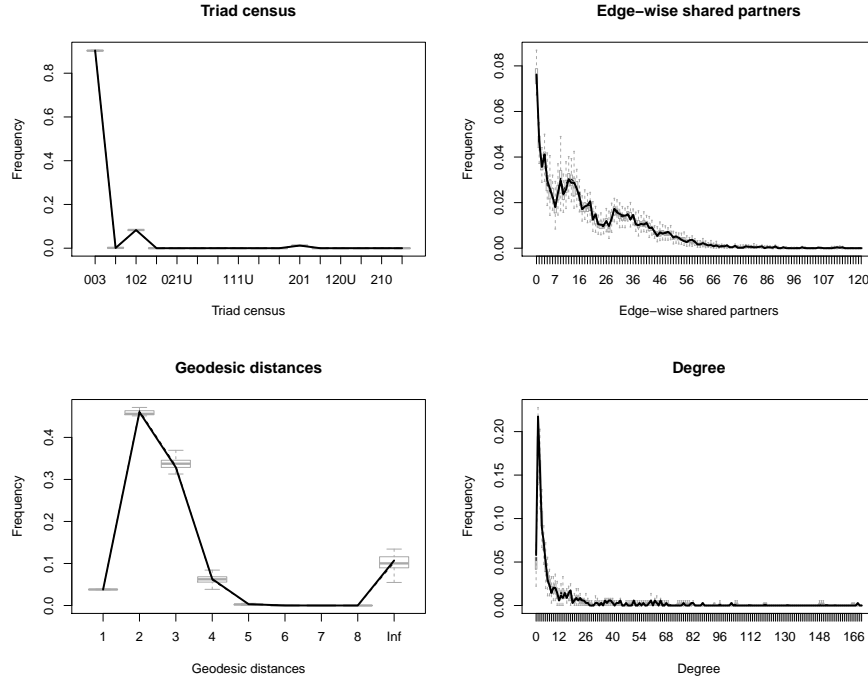 Triad census
Frequency
0.0 0.2 0.4 0.6 0.8
003 102 021U 111U 201 120U 210
Triad census
Edge−wise shared partners
Frequency
0.00 0.02 0.04 0.06 0.08
0 7 16 26 36 46 56 66 76 86 96 107 120
Edge−wise shared partners
Geodesic distances
Frequency
0.0 0.1 0.2 0.3 0.4
1 2 3 4 5 6 7 8 Inf
Geodesic distances
Degree
Frequency
0.00 0.05 0.10 0.15 0.20
0 12 26 40 54 68 82 96 112 130 148 166
Degree